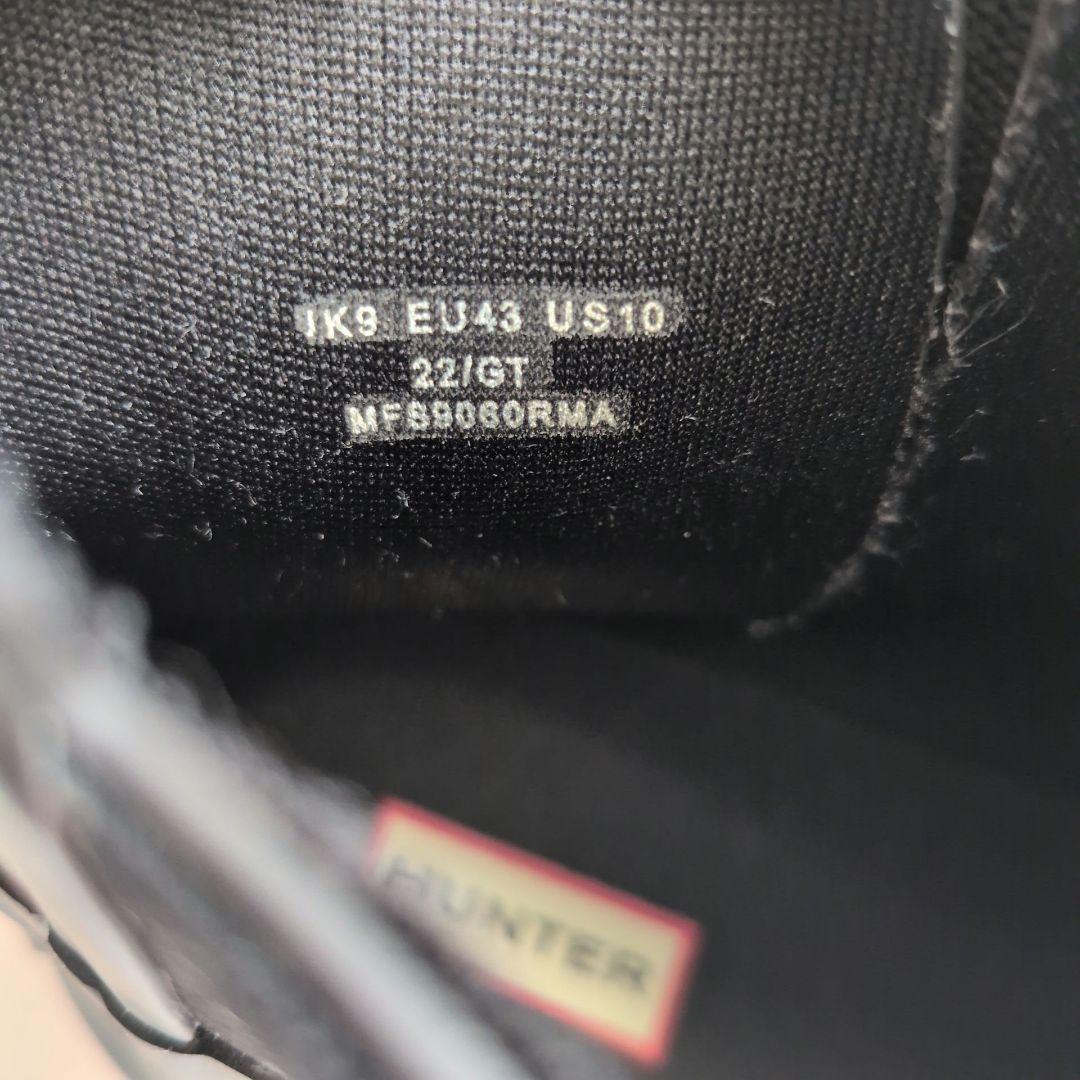 UK9 EU43 US10
22/GT
MFS9060RMA
HUNTER